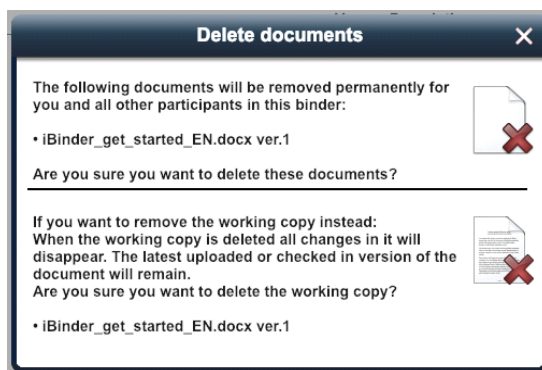 Delete documents
The following documents will be removed permanently for
you and all other participants in this binder:
• iBinder_get_started_EN.docx ver.1
Are you sure you want to delete these documents?
If you want to remove the working copy instead:
When the working copy is deleted all changes in it will
disappear. The latest uploaded or checked in version of the
document will remain.
Are you sure you want to delete the working copy?
• iBinder_get_started_EN.docx ver.1